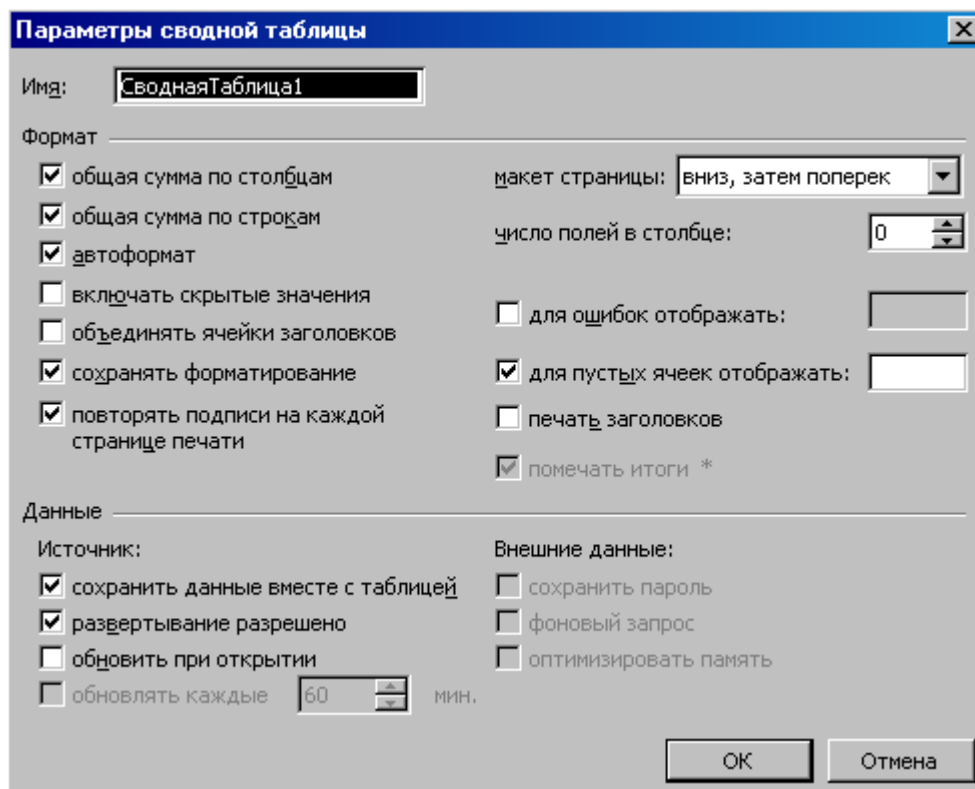 Параметры сводной таблицы
Имя: СводнаяТаблица1
Формат
общая сумма по столбцам
общая сумма по строкам
автоформат
включать скрытые значения
объединять ячейки заголовков
сохранять форматирование
повторять подписи на каждой
странице печати
макет страницы: вниз, затем поперек
число полей в столбце: 0
для ошибок отображать:
для пустых ячеек отображать:
печать заголовков
помечать итоги *
Данные
Источник:
сохранить данные вместе с таблицей
развертывание разрешено
обновить при открытии
обновлять каждые 60 мин.
Внешние данные:
сохранить пароль
фоновый запрос
оптимизировать память
ОК Отмена